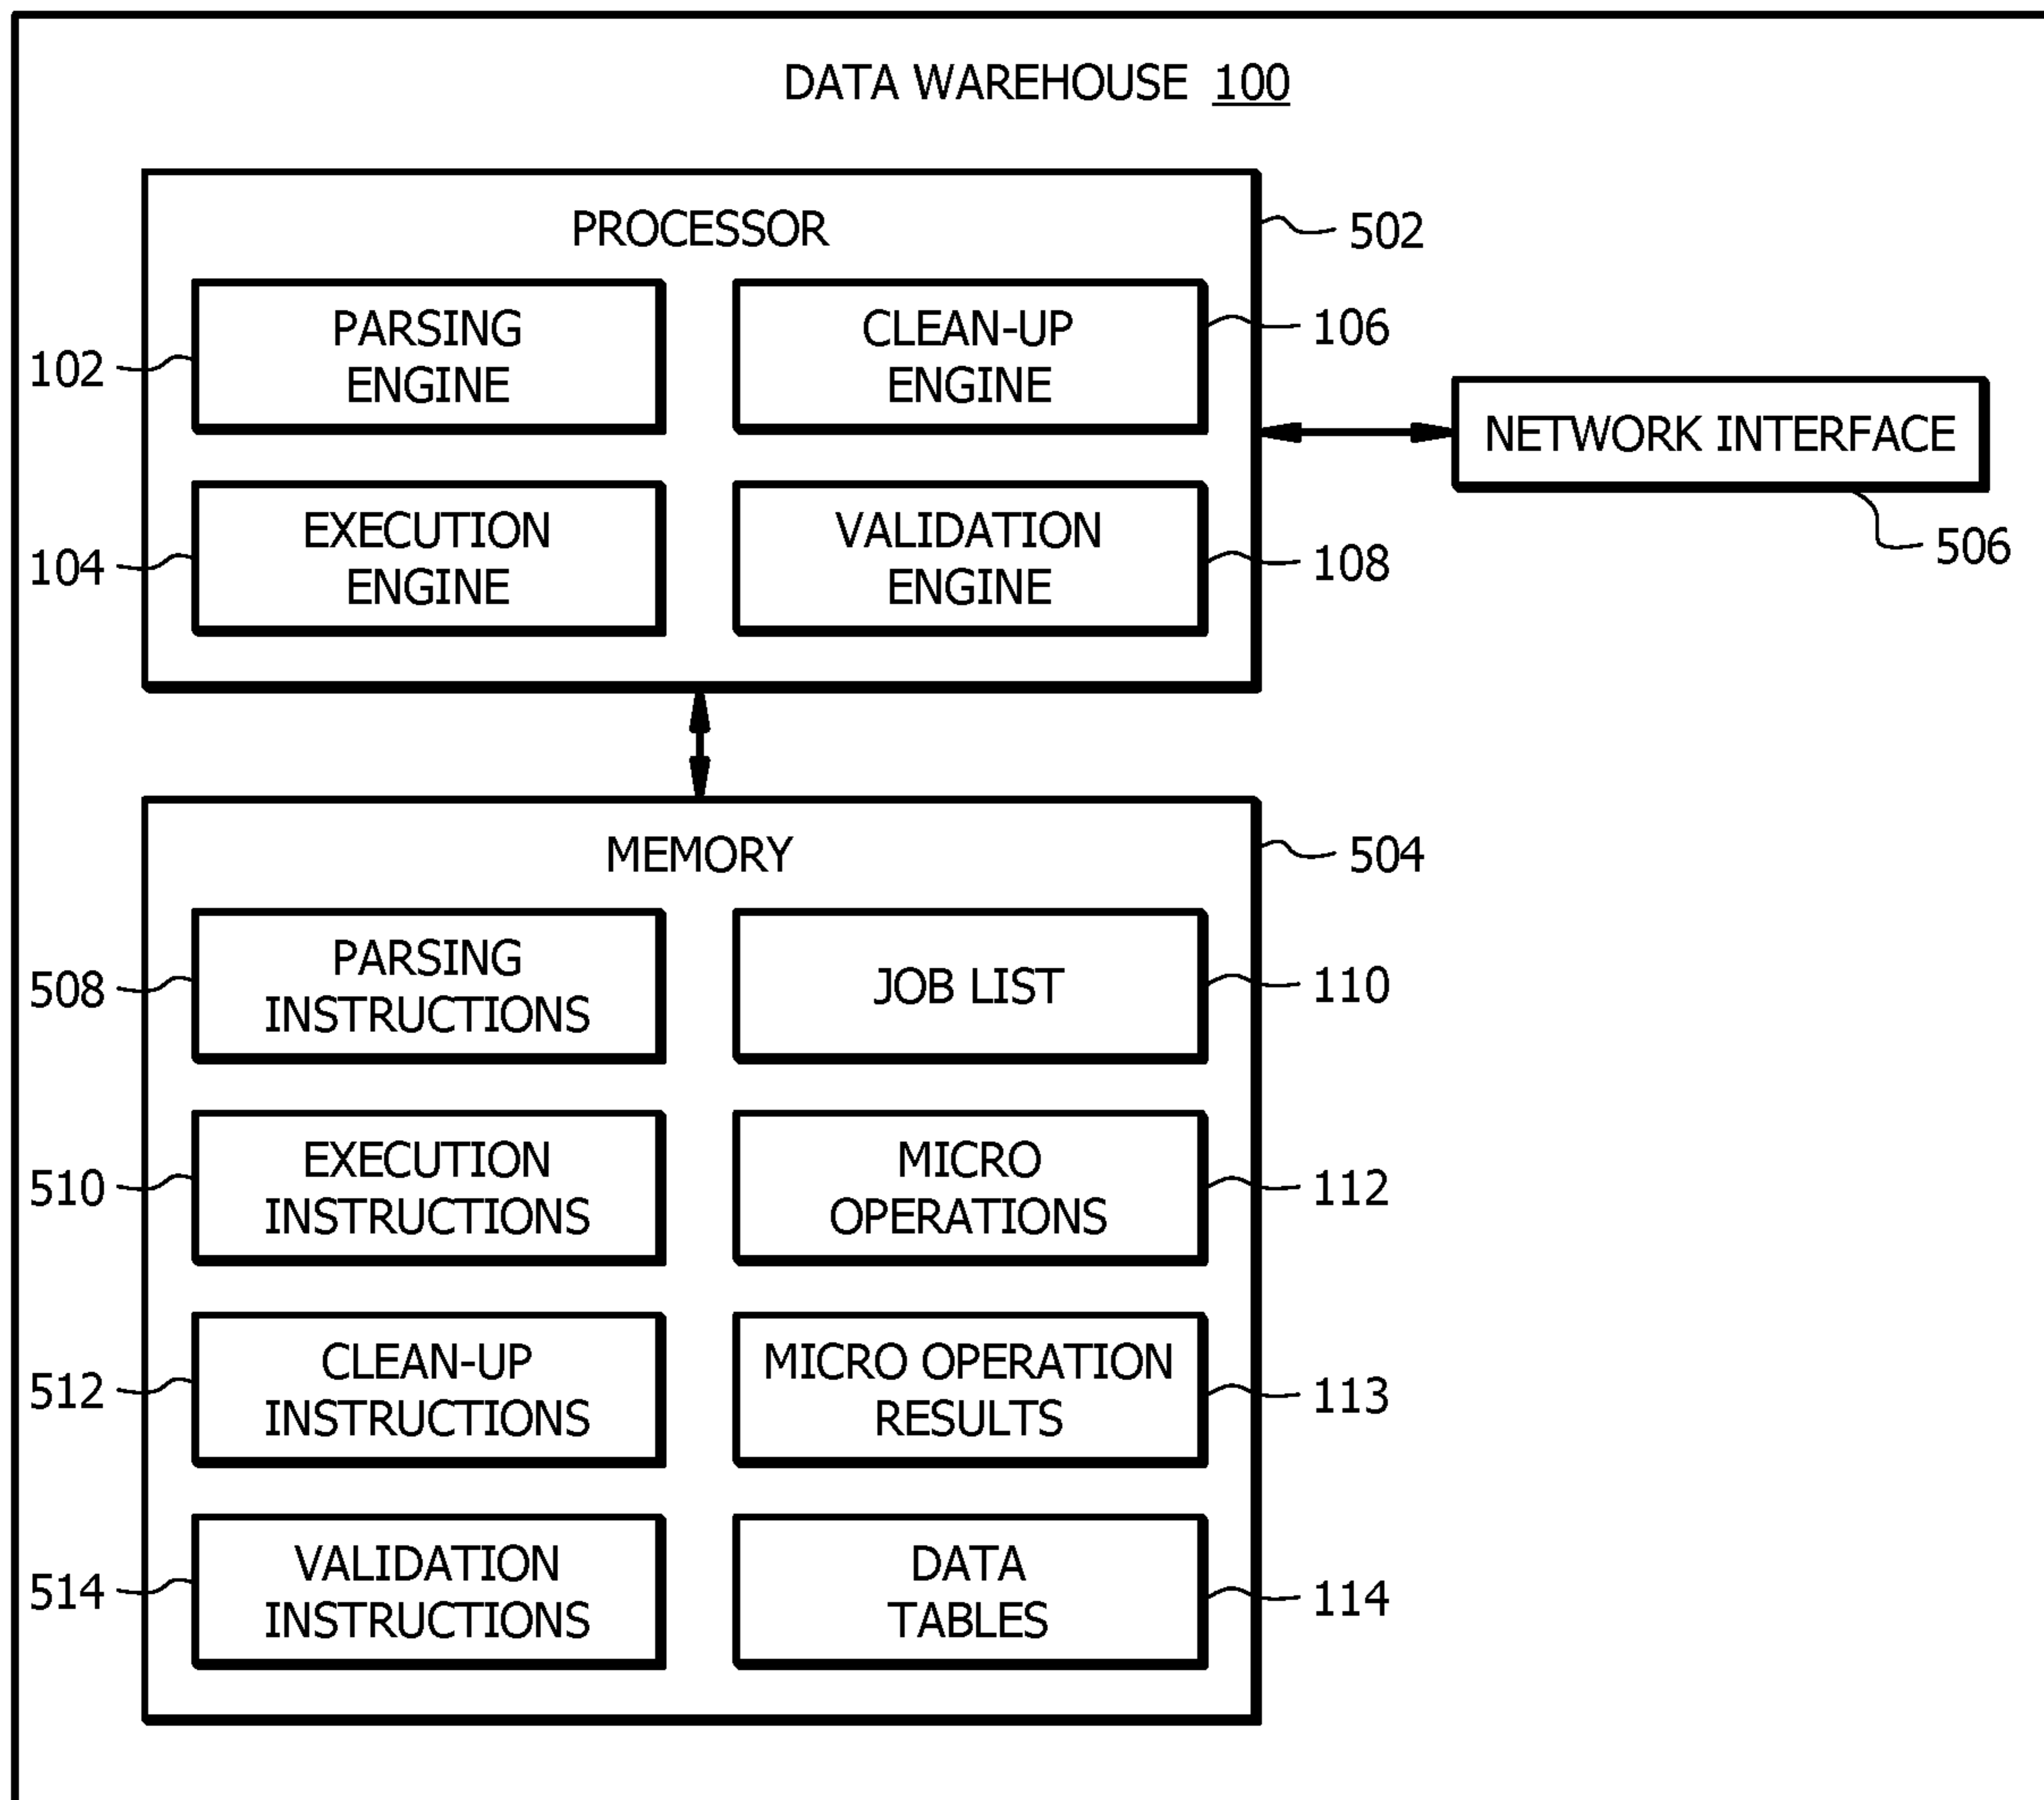 DATA WAREHOUSE 100
PROCESSOR
502
PARSING
ENGINE
102
CLEAN-UP
ENGINE
106
EXECUTION
ENGINE
104
VALIDATION
ENGINE
108
NETWORK INTERFACE
506
MEMORY
504
PARSING
INSTRUCTIONS
508
JOB LIST
110
EXECUTION
INSTRUCTIONS
510
MICRO
OPERATIONS
112
CLEAN-UP
INSTRUCTIONS
512
MICRO OPERATION
RESULTS
113
VALIDATION
INSTRUCTIONS
514
DATA
TABLES
114